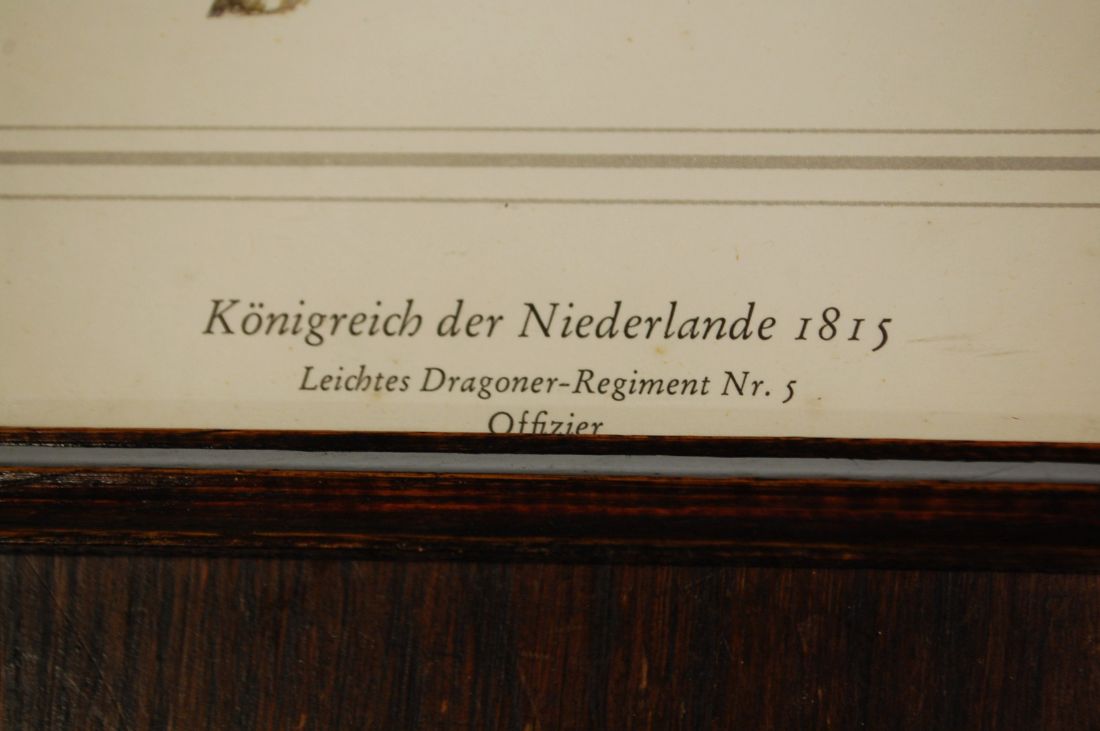 Königreich der Niederlande 1815
Leichtes Dragoner-Regiment Nr. 5
Offizier